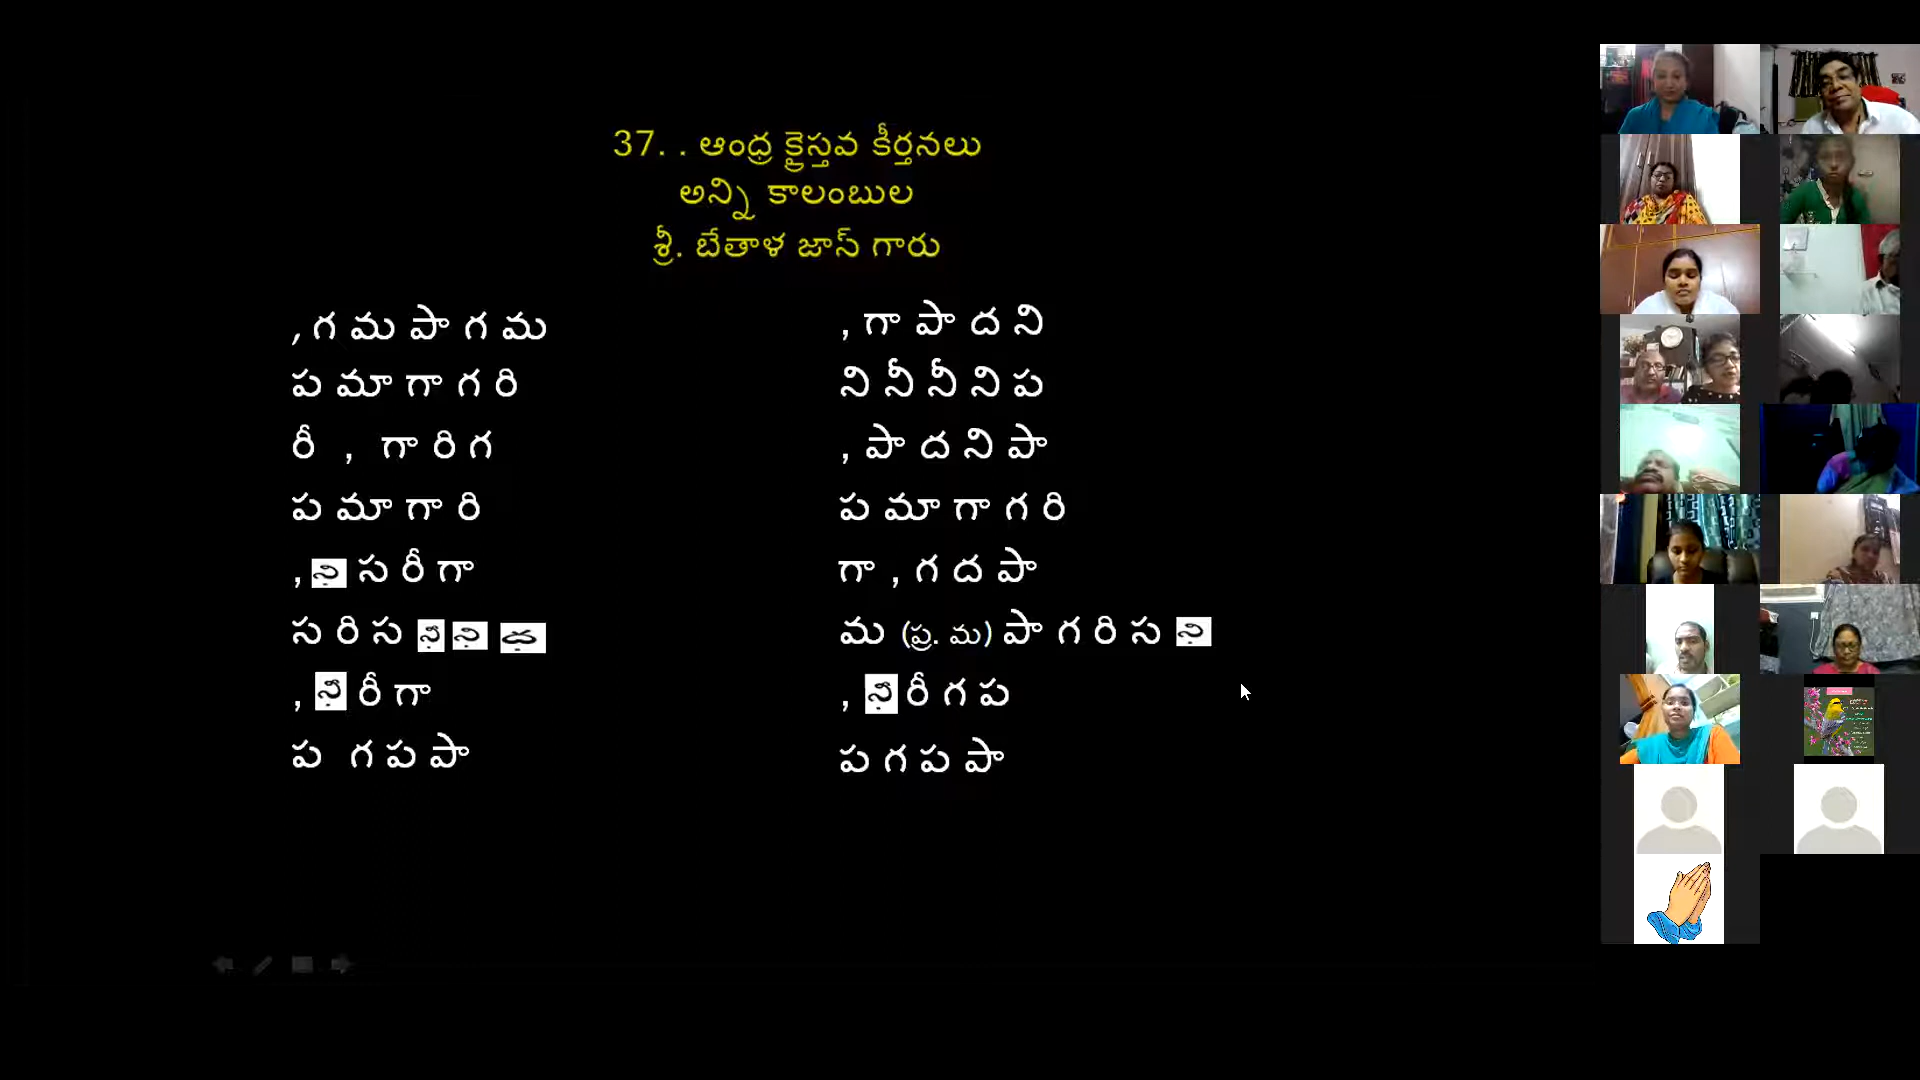 37. . ఆంధ్ర క్రైస్తవ కీర్తనలు
అన్ని కాలంబుల
శ్రీ. బేతాళ జాస్ గారు
, గ మ పా గ మ
ప మా గా గ రి
రీ , గా రి గ
ప మా గా రి
, ని స రీ గా
స రి స నీ ని ద
, నీ రీ గా
ప గ ప పా
, గా పా ద ని
ని నీ నీ ని ప
, పా ద ని పా
ప మా గా గ రి
గా , గ ద పా
మ (ప్ర. మ) పా గ రి స ని
, నీ రీ గ ప
ప గ ప పా